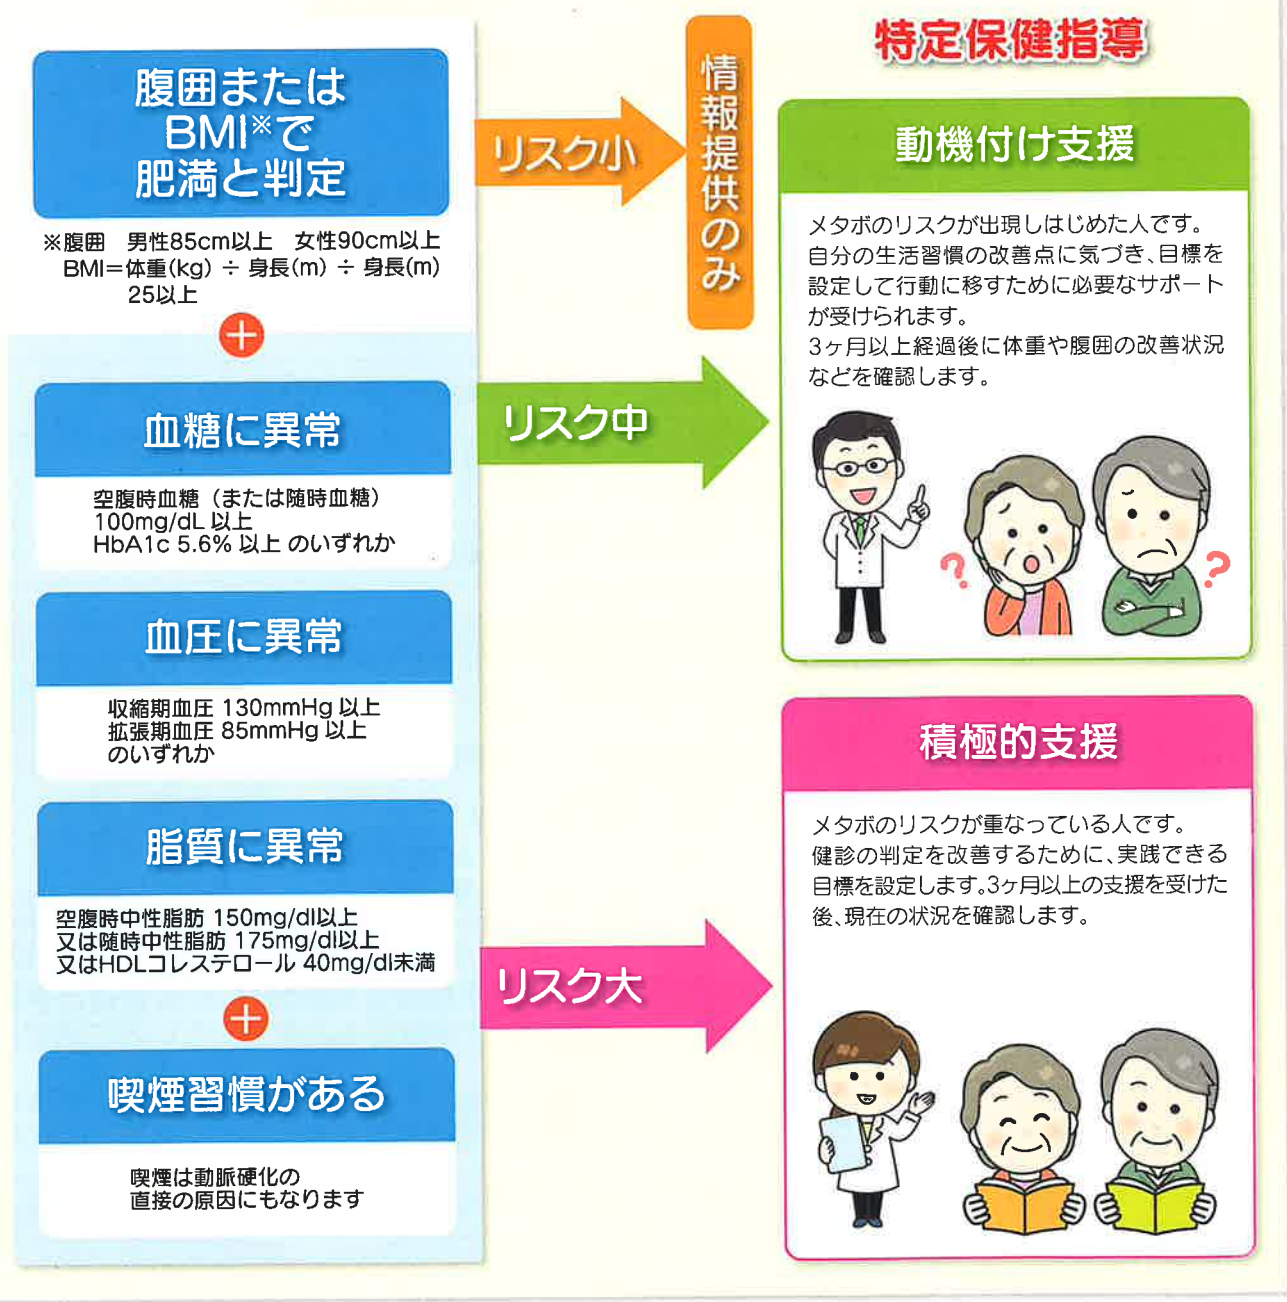 腹囲または
BMI※で
肥満と判定
※腹囲　男性85cm以上　女性90cm以上
BMI＝体重(kg) ÷ 身長(m) ÷ 身長(m)
25以上
＋
血糖に異常
空腹時血糖（または随時血糖）
100mg/dL 以上
HbA1c 5.6% 以上 のいずれか
血圧に異常
収縮期血圧 130mmHg 以上
拡張期血圧 85mmHg 以上
のいずれか
脂質に異常
空腹時中性脂肪 150mg/dl以上
又は随時中性脂肪 175mg/dl以上
又はHDLコレステロール 40mg/dl未満
＋
喫煙習慣がある
喫煙は動脈硬化の
直接の原因にもなります
リスク小
情報提供のみ
リスク中
リスク大
特定保健指導
動機付け支援
メタボのリスクが出現しはじめた人です。
自分の生活習慣の改善点に気づき、目標を
設定して行動に移すために必要なサポート
が受けられます。
3ヶ月以上経過後に体重や腹囲の改善状況
などを確認します。
?
?
積極的支援
メタボのリスクが重なっている人です。
健診の判定を改善するために、実践できる
目標を設定します。3ヶ月以上の支援を受けた
後、現在の状況を確認します。